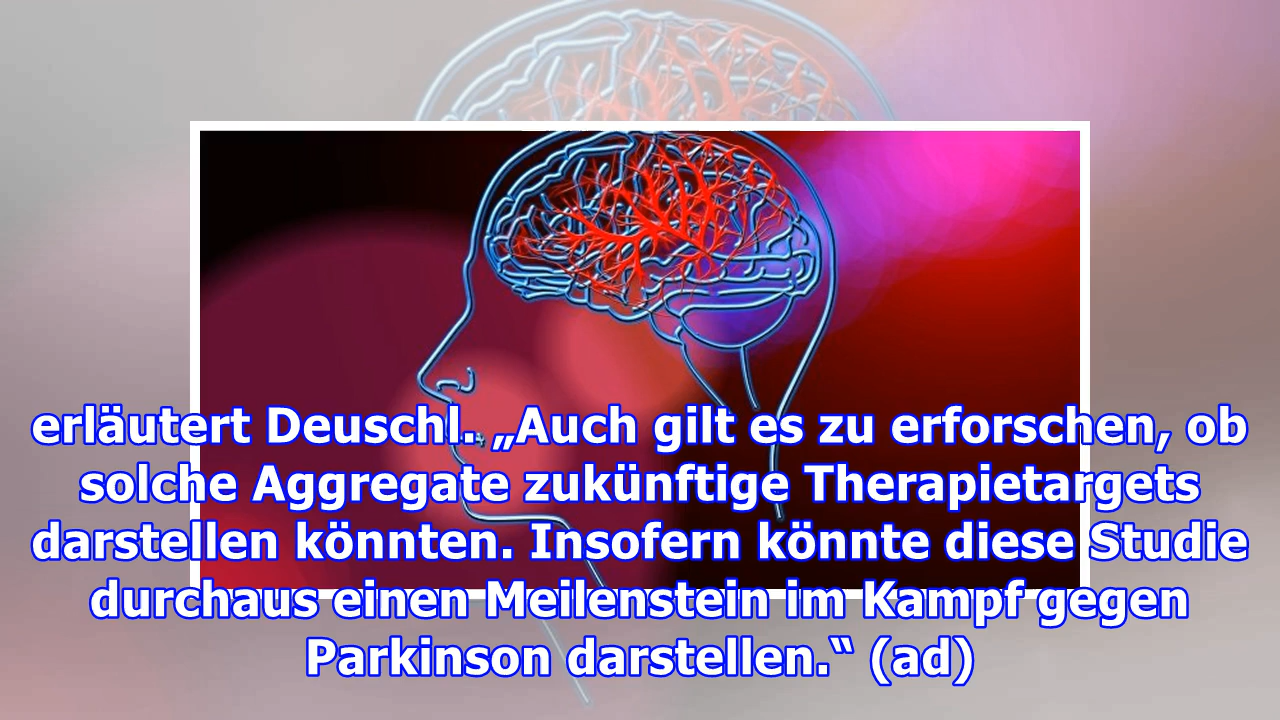 erläutert Deuschl. „Auch gilt es zu erforschen, ob
solche Aggregate zukünftige Therapietargets
darstellen könnten. Insofern könnte diese Studie
durchaus einen Meilenstein im Kampf gegen
Parkinson darstellen.“ (ad)